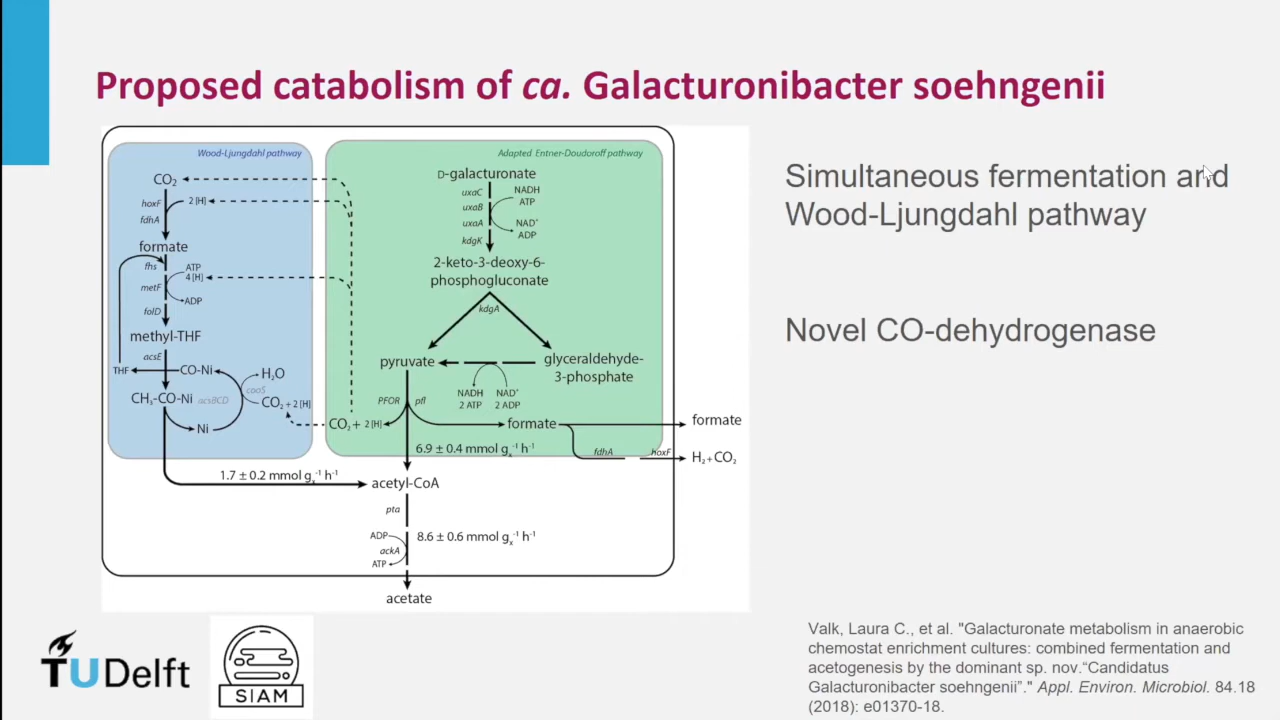 Proposed catabolism of ca. Galacturonibacter soehngenii
Wood-Ljungdahl pathway
CO₂
hoxF
2 [H]
fdhA
formate
fhs
ATP
4 [H]
metF
ADP
folD
methyl-THF
acsE
THF
CO-Ni
H₂O
cooS
CH₃-CO-Ni
acsBCD
CO₂ + 2 [H]
Ni
Adapted Entner-Doudoroff pathway
D-galacturonate
uxaC
NADH
ATP
uxaB
uxaA
NAD⁺
ADP
kdgK
2-keto-3-deoxy-6-
phosphogluconate
kdgA
pyruvate
glyceraldehyde-
3-phosphate
NADH
2 ATP
NAD⁺
2 ADP
PFOR
pfl
CO₂ + 2 [H]
formate
formate
6.9 ± 0.4 mmol gₓ⁻¹ h⁻¹
fdhA
hoxF
H₂ + CO₂
1.7 ± 0.2 mmol gₓ⁻¹ h⁻¹
acetyl-CoA
pta
ADP
8.6 ± 0.6 mmol gₓ⁻¹ h⁻¹
ackA
ATP
acetate
Simultaneous fermentation and
Wood-Ljungdahl pathway
Novel CO-dehydrogenase
TUDelft
SIAM
Valk, Laura C., et al. "Galacturonate metabolism in anaerobic
chemostat enrichment cultures: combined fermentation and
acetogenesis by the dominant sp. nov.“Candidatus
Galacturonibacter soehngenii”." Appl. Environ. Microbiol. 84.18
(2018): e01370-18.